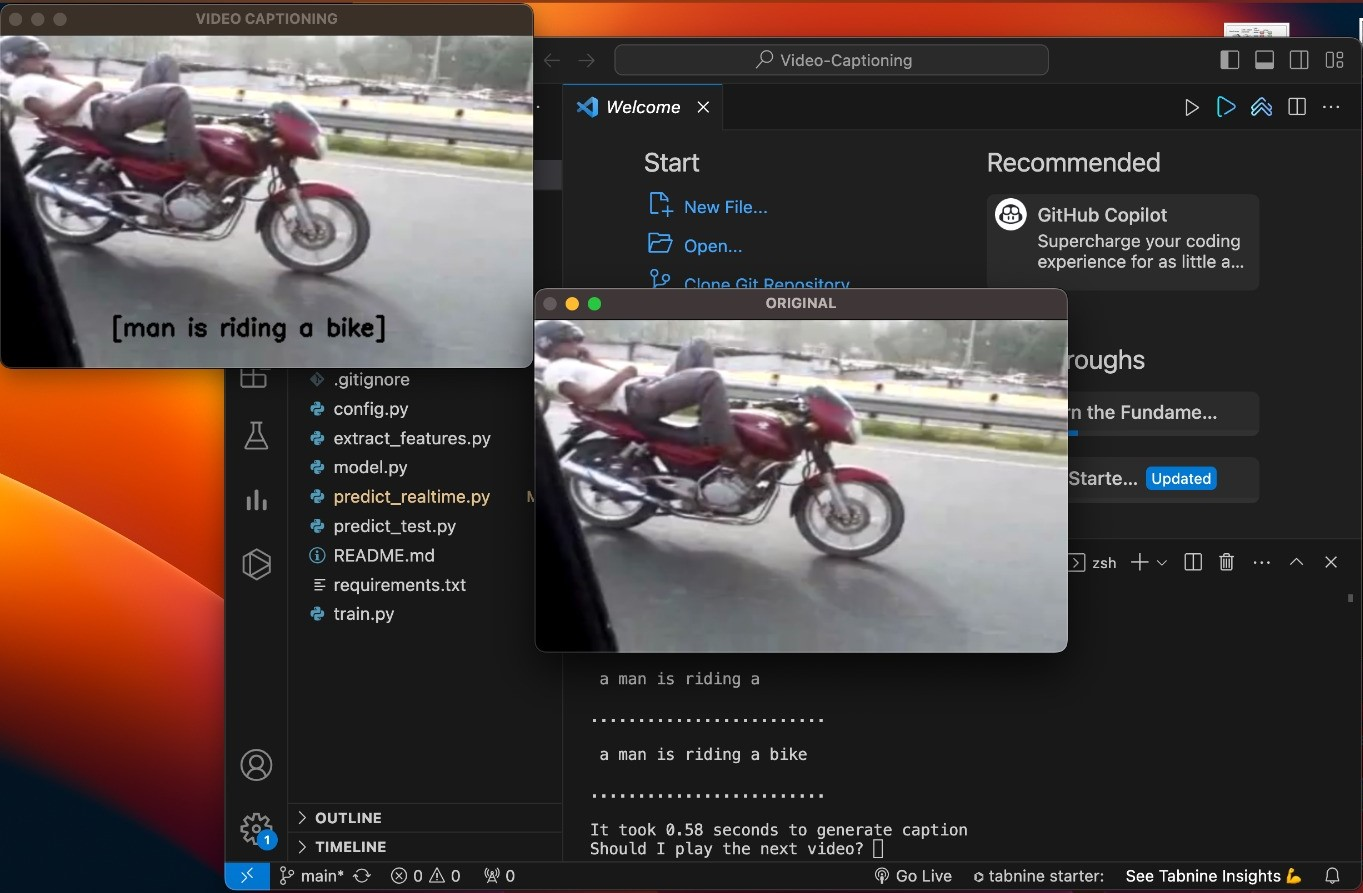 VIDEO CAPTIONING
[man is riding a bike]
Video-Captioning
Welcome
Start
New File...
Open...
Clone Git Repository
Recommended
GitHub Copilot
Supercharge your coding
experience for as little a...
roughs
n the Fundame...
Starte... Updated
ORIGINAL
.gitignore
config.py
extract_features.py
model.py
predict_realtime.py M
predict_test.py
README.md
requirements.txt
train.py
OUTLINE
TIMELINE
zsh
a man is riding a
.........................
a man is riding a bike
.........................
It took 0.58 seconds to generate caption
Should I play the next video?
1
main* 0 0 0 Go Live tabnine starter: See Tabnine Insights 💪